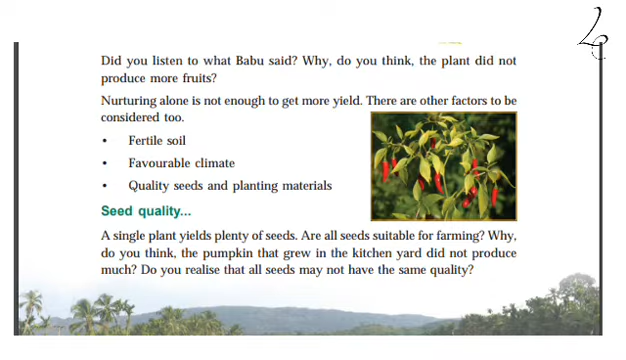 Did you listen to what Babu said? Why, do you think, the plant did not
produce more fruits?
Nurturing alone is not enough to get more yield. There are other factors to be
considered too.
• Fertile soil
• Favourable climate
• Quality seeds and planting materials
Seed quality...
A single plant yields plenty of seeds. Are all seeds suitable for farming? Why,
do you think, the pumpkin that grew in the kitchen yard did not produce
much? Do you realise that all seeds may not have the same quality?